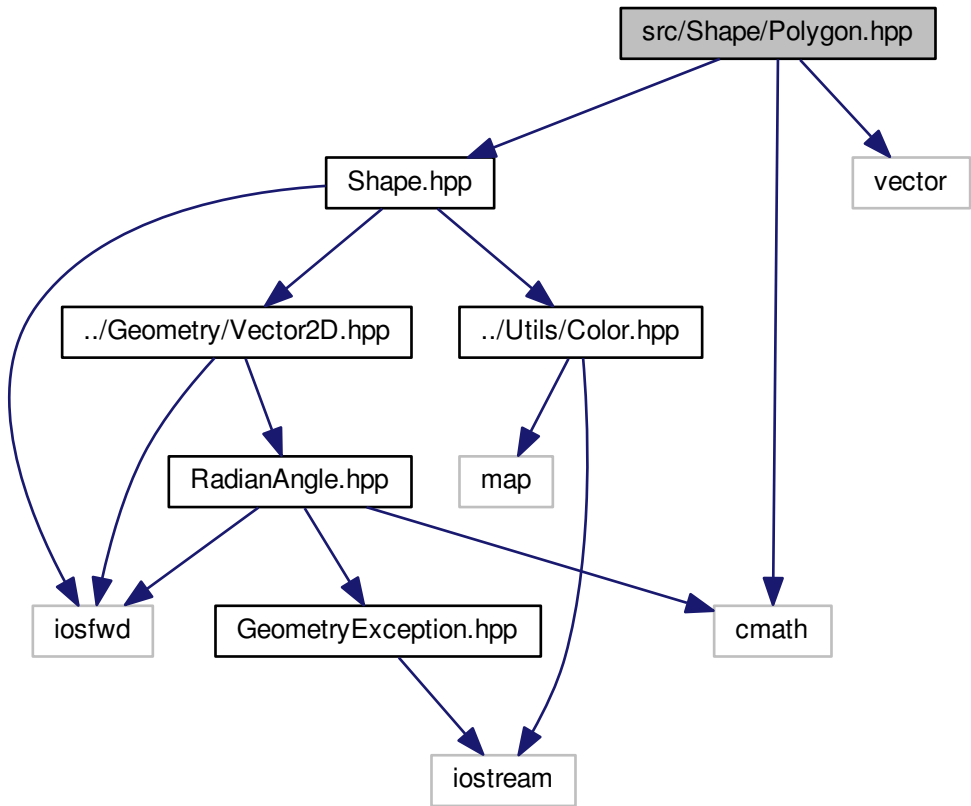 src/Shape/Polygon.hpp
Shape.hpp
vector
../Geometry/Vector2D.hpp
../Utils/Color.hpp
RadianAngle.hpp
map
iosfwd
GeometryException.hpp
cmath
iostream